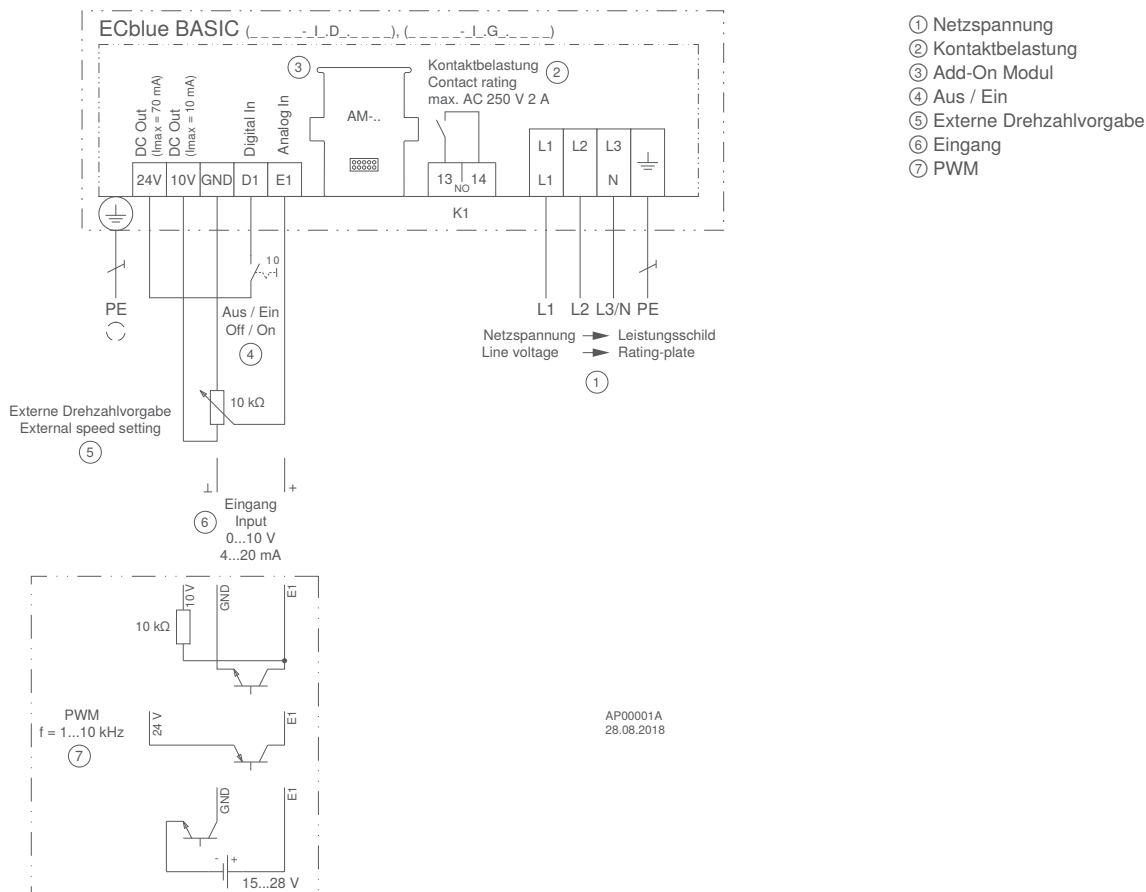 ECblue BASIC (_ _ _ _ _-_I_.D_._ _ _ _), (_ _ _ _ _-_I_.G_._ _ _ _)
DC Out
(Imax = 70 mA)
DC Out
(Imax = 10 mA)
Digital In
Analog In
24V
10V
GND
D1
E1
3
AM-..
Kontaktbelastung
Contact rating
max. AC 250 V 2 A
2
13
14
NO
K1
L1
L2
L3
L1
N
PE
1 0
Aus / Ein
Off / On
4
L1
L2
L3/N
PE
Netzspannung
Leistungsschild
Line voltage
Rating-plate
1
10 kΩ
Externe Drehzahlvorgabe
External speed setting
5
⊥
+
6
Eingang
Input
0...10 V
4...20 mA
10 V
GND
E1
10 kΩ
PWM
f = 1...10 kHz
7
24 V
E1
GND
E1
- +
15...28 V
AP00001A
28.08.2018
① Netzspannung
② Kontaktbelastung
③ Add-On Modul
④ Aus / Ein
⑤ Externe Drehzahlvorgabe
⑥ Eingang
⑦ PWM